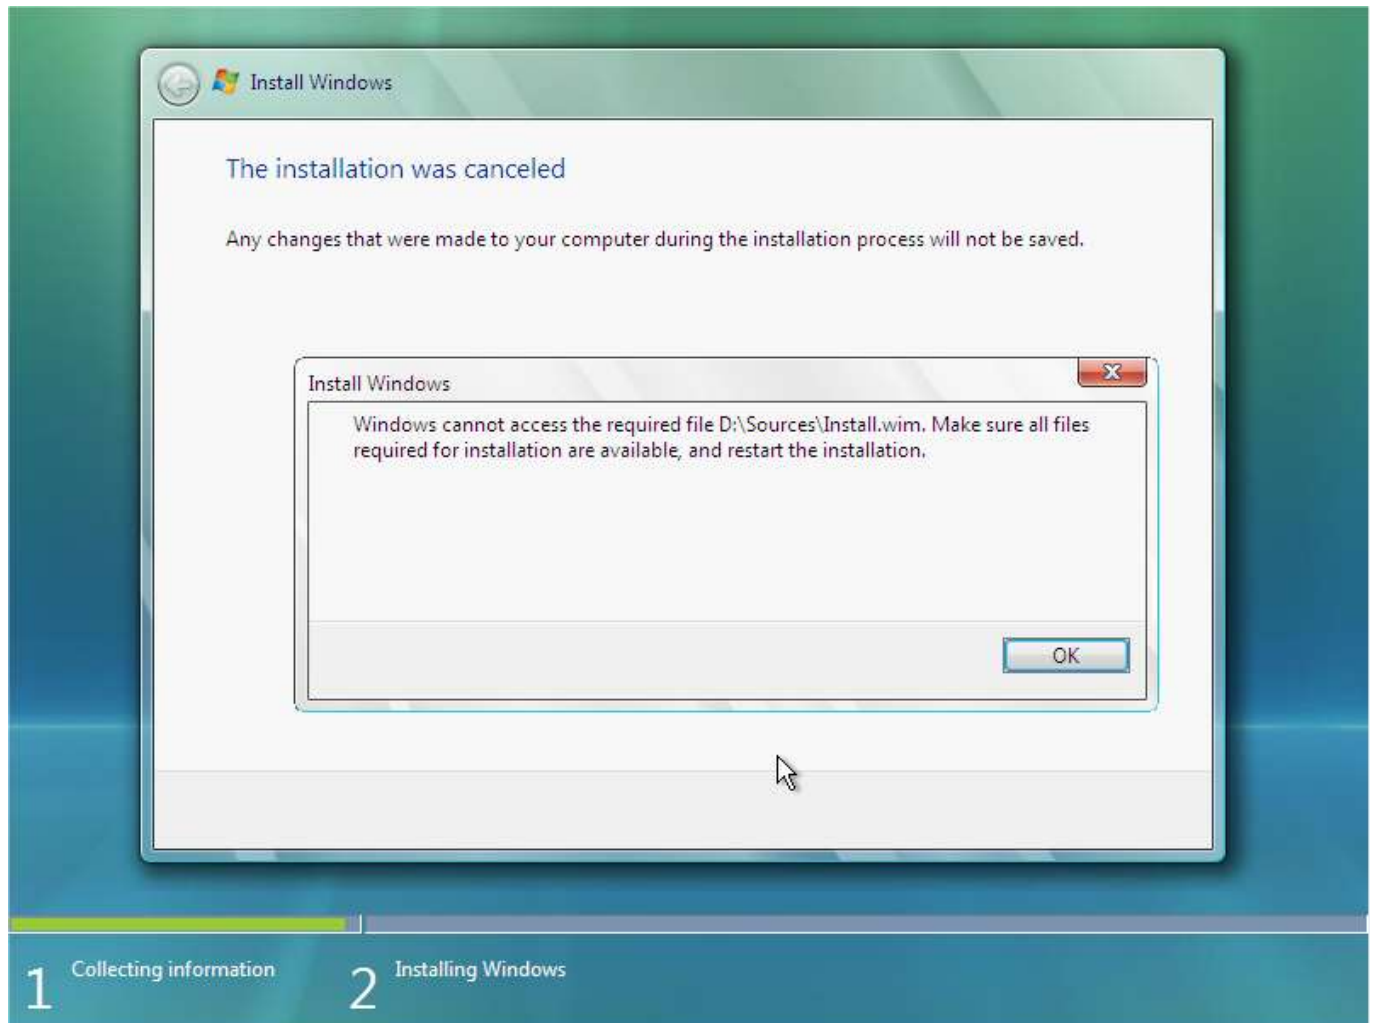 Install Windows
The installation was canceled
Any changes that were made to your computer during the installation process will not be saved.
Install Windows
Windows cannot access the required file D:\Sources\Install.wim. Make sure all files
required for installation are available, and restart the installation.
OK
1 Collecting information
2 Installing Windows